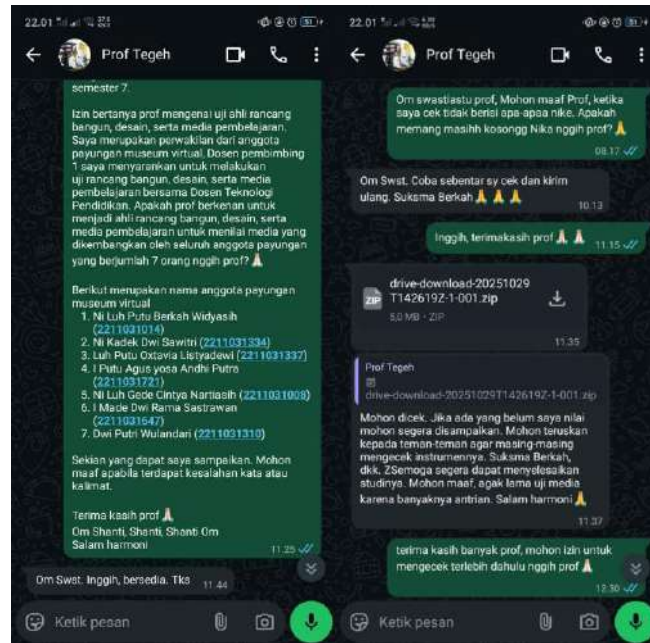 22.01
51
Prof Tegeh
semester 7.
Izin bertanya prof mengenai uji ahli rancang
bangun, desain, serta media pembelajaran.
Saya merupakan perwakilan dari anggota
payungan museum virtual. Dosen pembimbing
1 saya menyarankan untuk melakukan
uji rancang bangun, desain, serta media
pembelajaran bersama Dosen Teknologi
Pendidikan. Apakah prof berkenan untuk
menjadi ahli rancang bangun, desain, serta
media pembelajaran untuk menilai media yang
dikembangkan oleh seluruh anggota payungan
yang berjumlah 7 orang nggih prof? 🙏
Berikut merupakan nama anggota payungan
museum virtual
1. Ni Luh Putu Berkah Widyasih
(2211031014)
2. Ni Kadek Dwi Sawitri (2211031334)
3. Luh Putu Oxtavia Listyadewi (2211031337)
4. I Putu Agus yosa Andhi Putra
(2211031721)
5. Ni Luh Gede Cintya Nartiasih (2211031008)
6. I Made Dwi Rama Sastrawan
(2211031647)
7. Dwi Putri Wulandari (2211031310)
Sekian yang dapat saya sampaikan. Mohon
maaf apabila terdapat kesalahan kata atau
kalimat.
Terima kasih prof 🙏
Om Shanti, Shanti, Shanti Om
Salam harmoni
11.25
Om Swst. Inggih, bersedia. Tks 11.44
Ketik pesan
22.01
51
Prof Tegeh
Om swastiastu prof, Mohon maaf Prof, ketika
saya cek tidak berisi apa-apaa nike. Apakah
memang masihh kosongg Nika nggih prof? 🙏
08.17
Om Swst. Coba sebentar sy cek dan kirim
ulang. Suksma Berkah 🙏🙏🙏
10.13
Inggih, terimakasih prof 🙏🙏 11.15
drive-download-20251029
T142619Z-1-001.zip
ZIP
8,0 MB • ZIP
11.35
Prof Tegeh
drive-download-20251029T142619Z-1-001.zip
Mohon dicek. Jika ada yang belum saya nilai
mohon segera disampaikan. Mohon teruskan
kepada teman-teman agar masing-masing
mengecek instrumennya. Suksma Berkah,
dkk. ZSemoga segera dapat menyelesaikan
studinya. Mohon maaf, agak lama uji media
karena banyaknya antrian. Salam harmoni 🙏
11.37
terima kasih banyak prof, mohon izin untuk
mengecek terlebih dahulu nggih prof 🙏
12.30
Ketik pesan